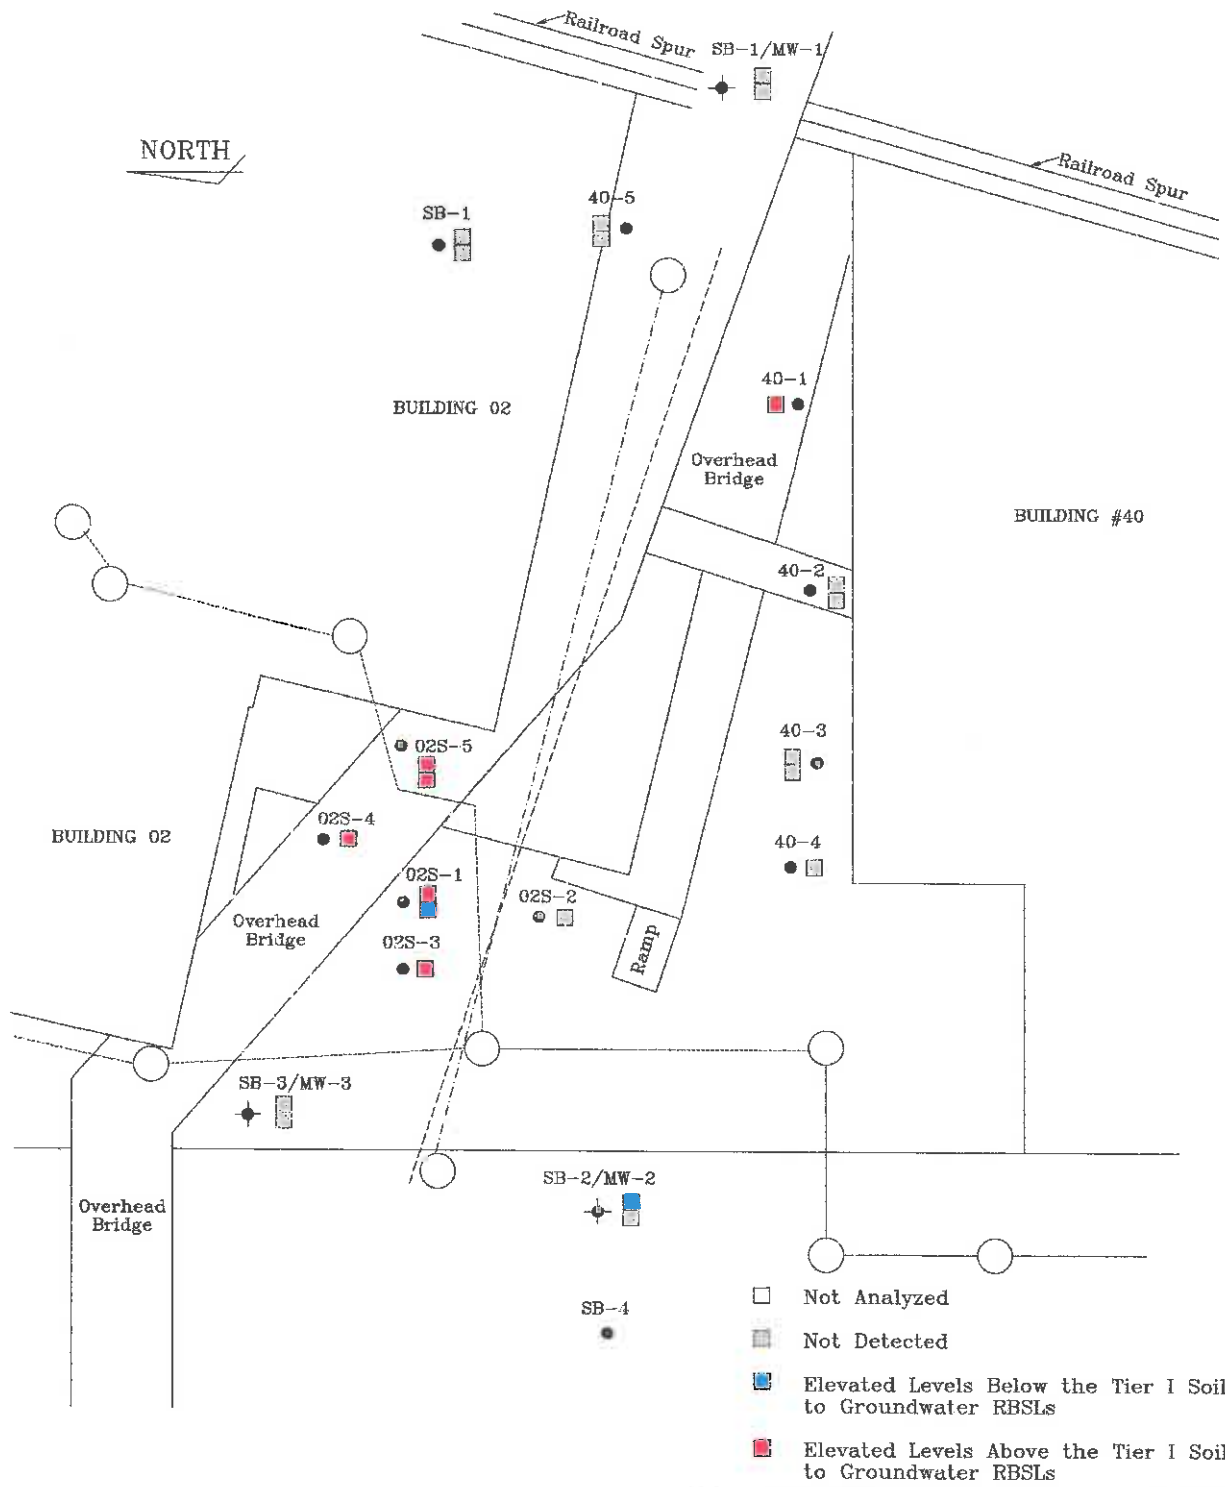 Railroad Spur
SB-1/MW-1
NORTH
Railroad Spur
40-5
SB-1
40-1
BUILDING 02
Overhead
Bridge
BUILDING #40
40-2
40-3
02S-5
02S-4
BUILDING 02
40-4
02S-1
02S-2
Overhead
Bridge
02S-3
Ramp
SB-3/MW-3
SB-2/MW-2
Overhead
Bridge
SB-4
Not Analyzed
Not Detected
Elevated Levels Below the Tier I Soil
to Groundwater RBSLs
Elevated Levels Above the Tier I Soil
to Groundwater RBSLs